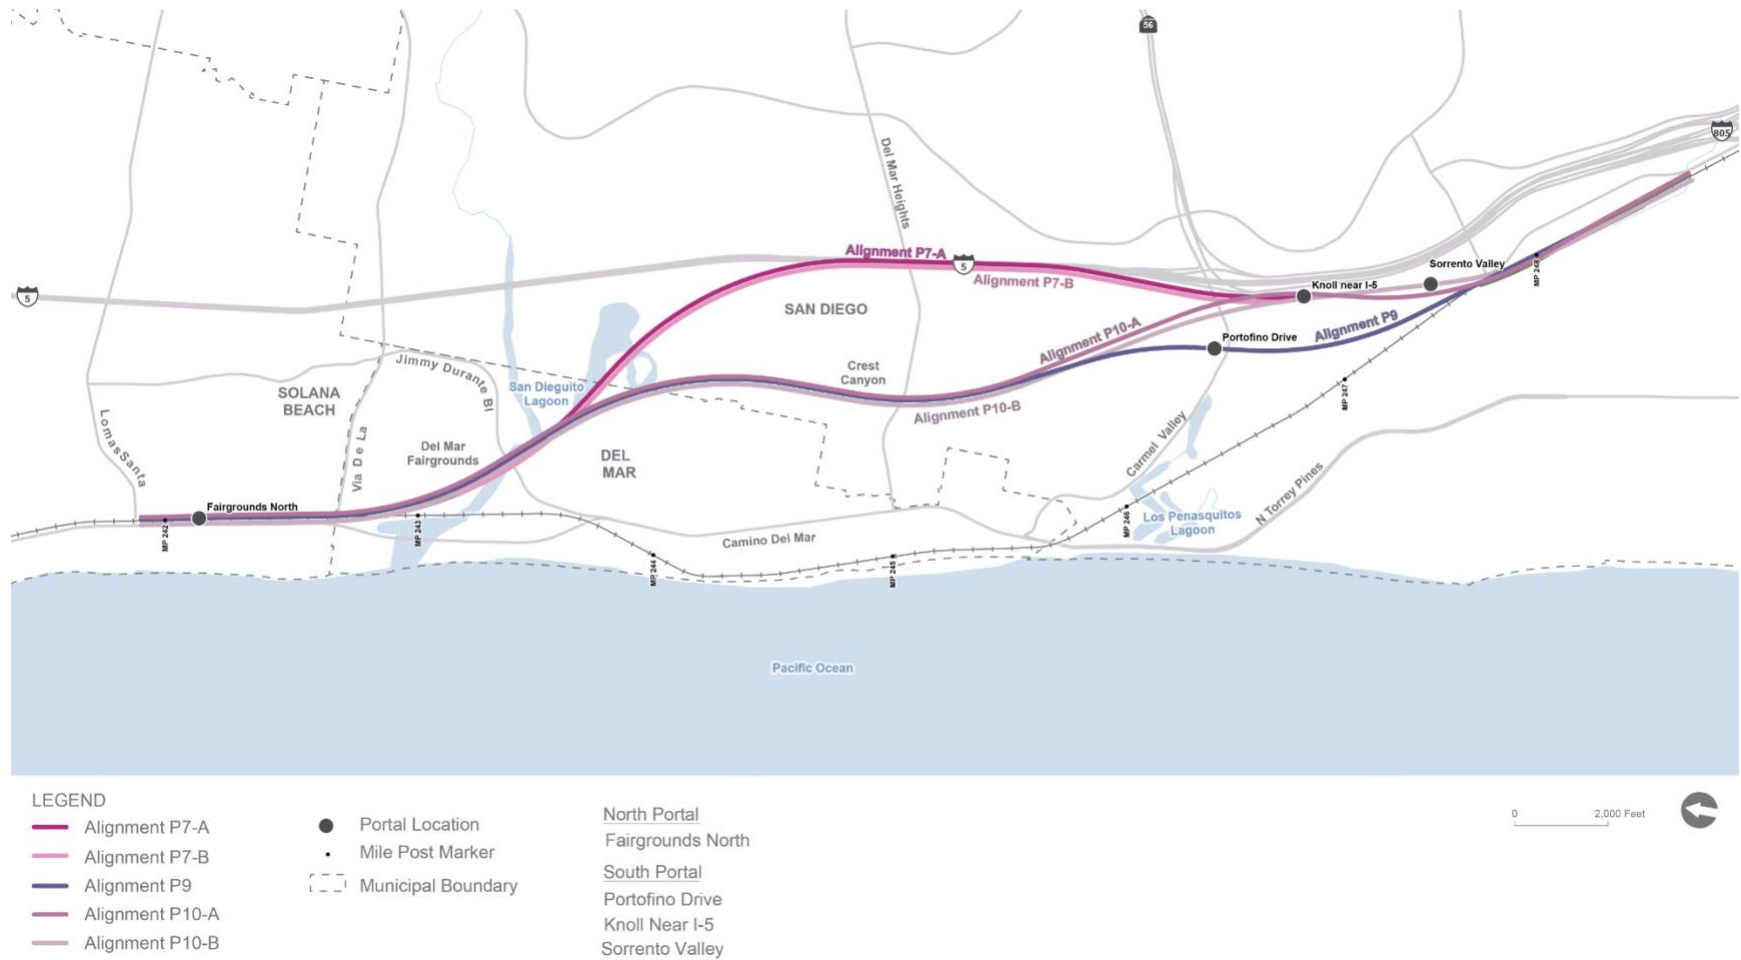 56
805
Del Mar Heights
Alignment P7-A
5
Alignment P7-B
Sorrento Valley
MP 248
Knoll near I-5
5
SAN DIEGO
Alignment P10-A
Alignment P9
Portofino Drive
Jimmy Durante Bl
Crest
Canyon
San Dieguito
Lagoon
SOLANA
BEACH
Alignment P10-B
MP 247
Lomas Santa
Via De La
Del Mar
Fairgrounds
DEL
MAR
Carmel Valley
N Torrey Pines
Fairgrounds North
MP 242
MP 243
MP 246
Los Penasquitos
Lagoon
Camino Del Mar
MP 244
MP 245
Pacific Ocean
LEGEND
Alignment P7-A
Alignment P7-B
Alignment P9
Alignment P10-A
Alignment P10-B
Portal Location
Mile Post Marker
Municipal Boundary
North Portal
Fairgrounds North
South Portal
Portofino Drive
Knoll Near I-5
Sorrento Valley
0 2,000 Feet